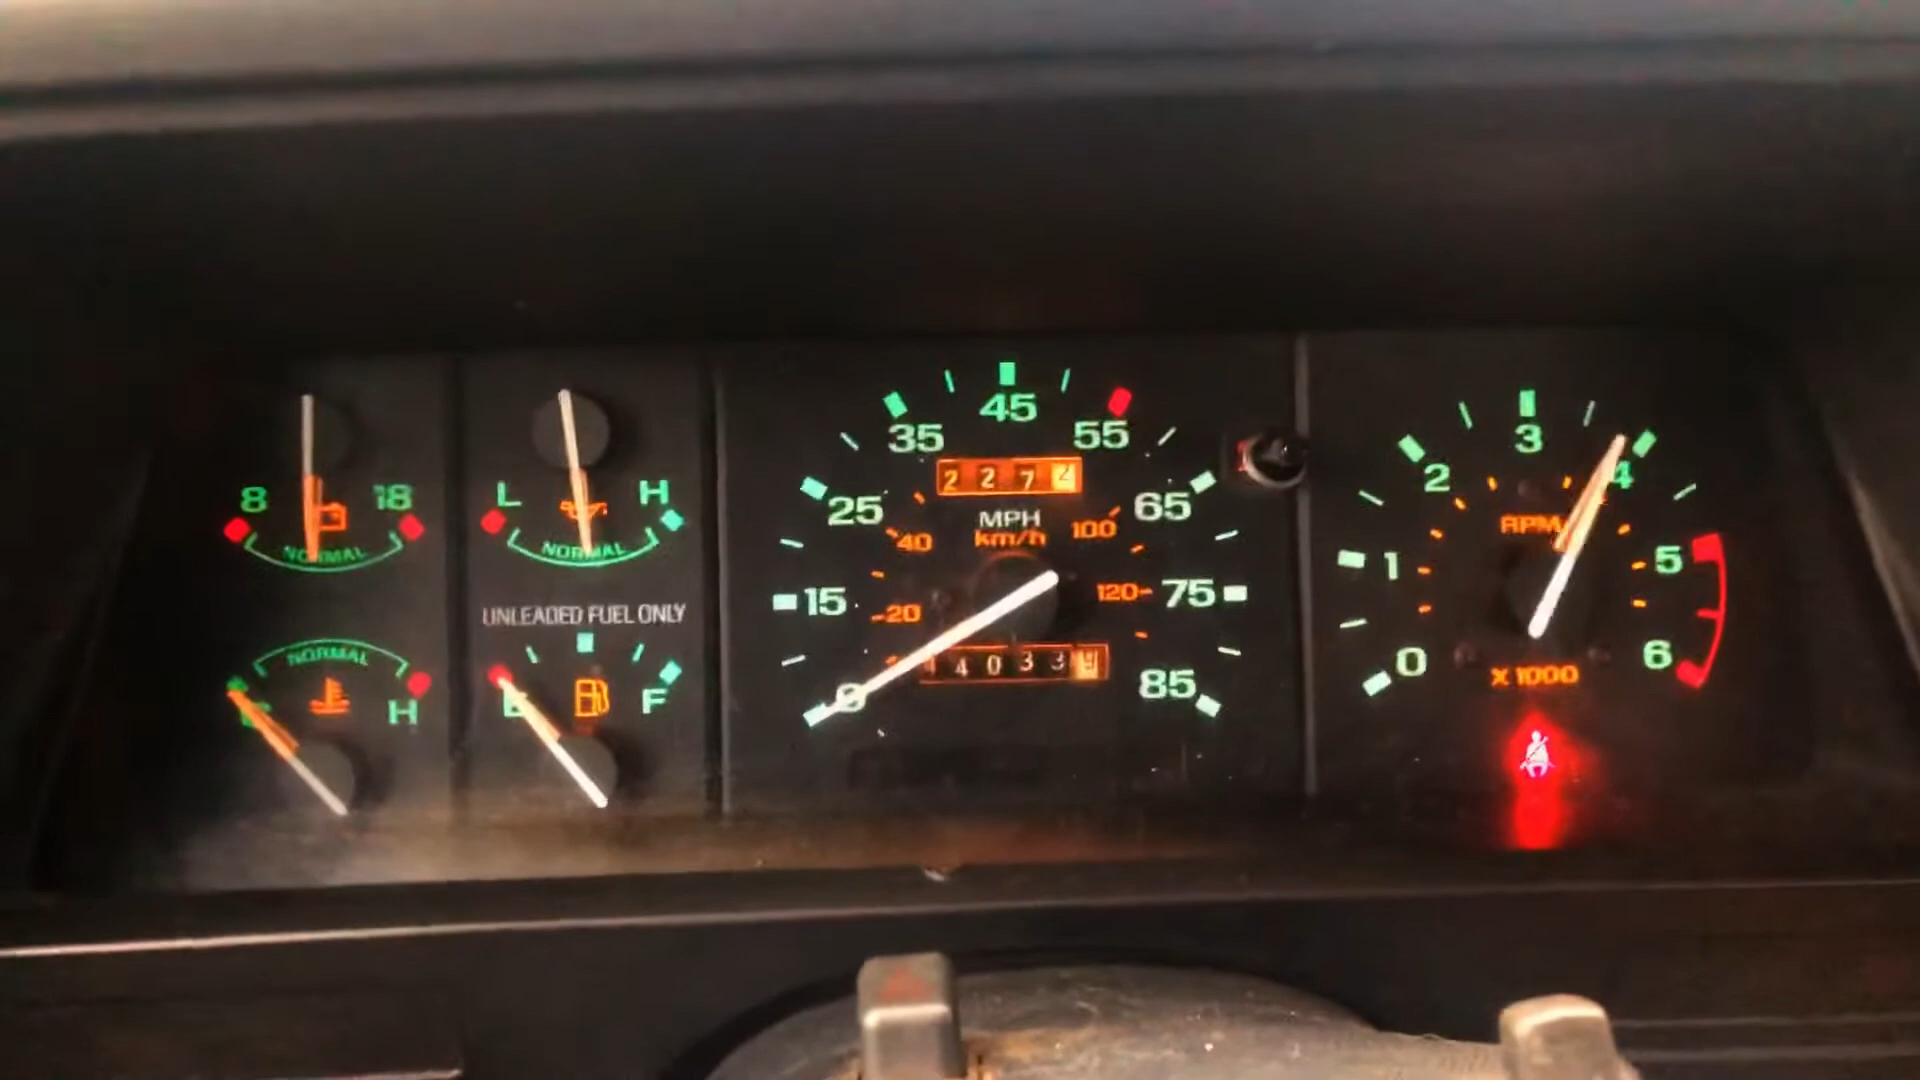 8 18
NORMAL
L H
NORMAL
NORMAL
H
UNLEADED FUEL ONLY
E F
45
35 55
2 2 7 2
25 65
MPH
km/h
40 100
15 75
20 120
4 0 3 3
0 85
3
2 4
RPM
1 5
0 6
X 1000